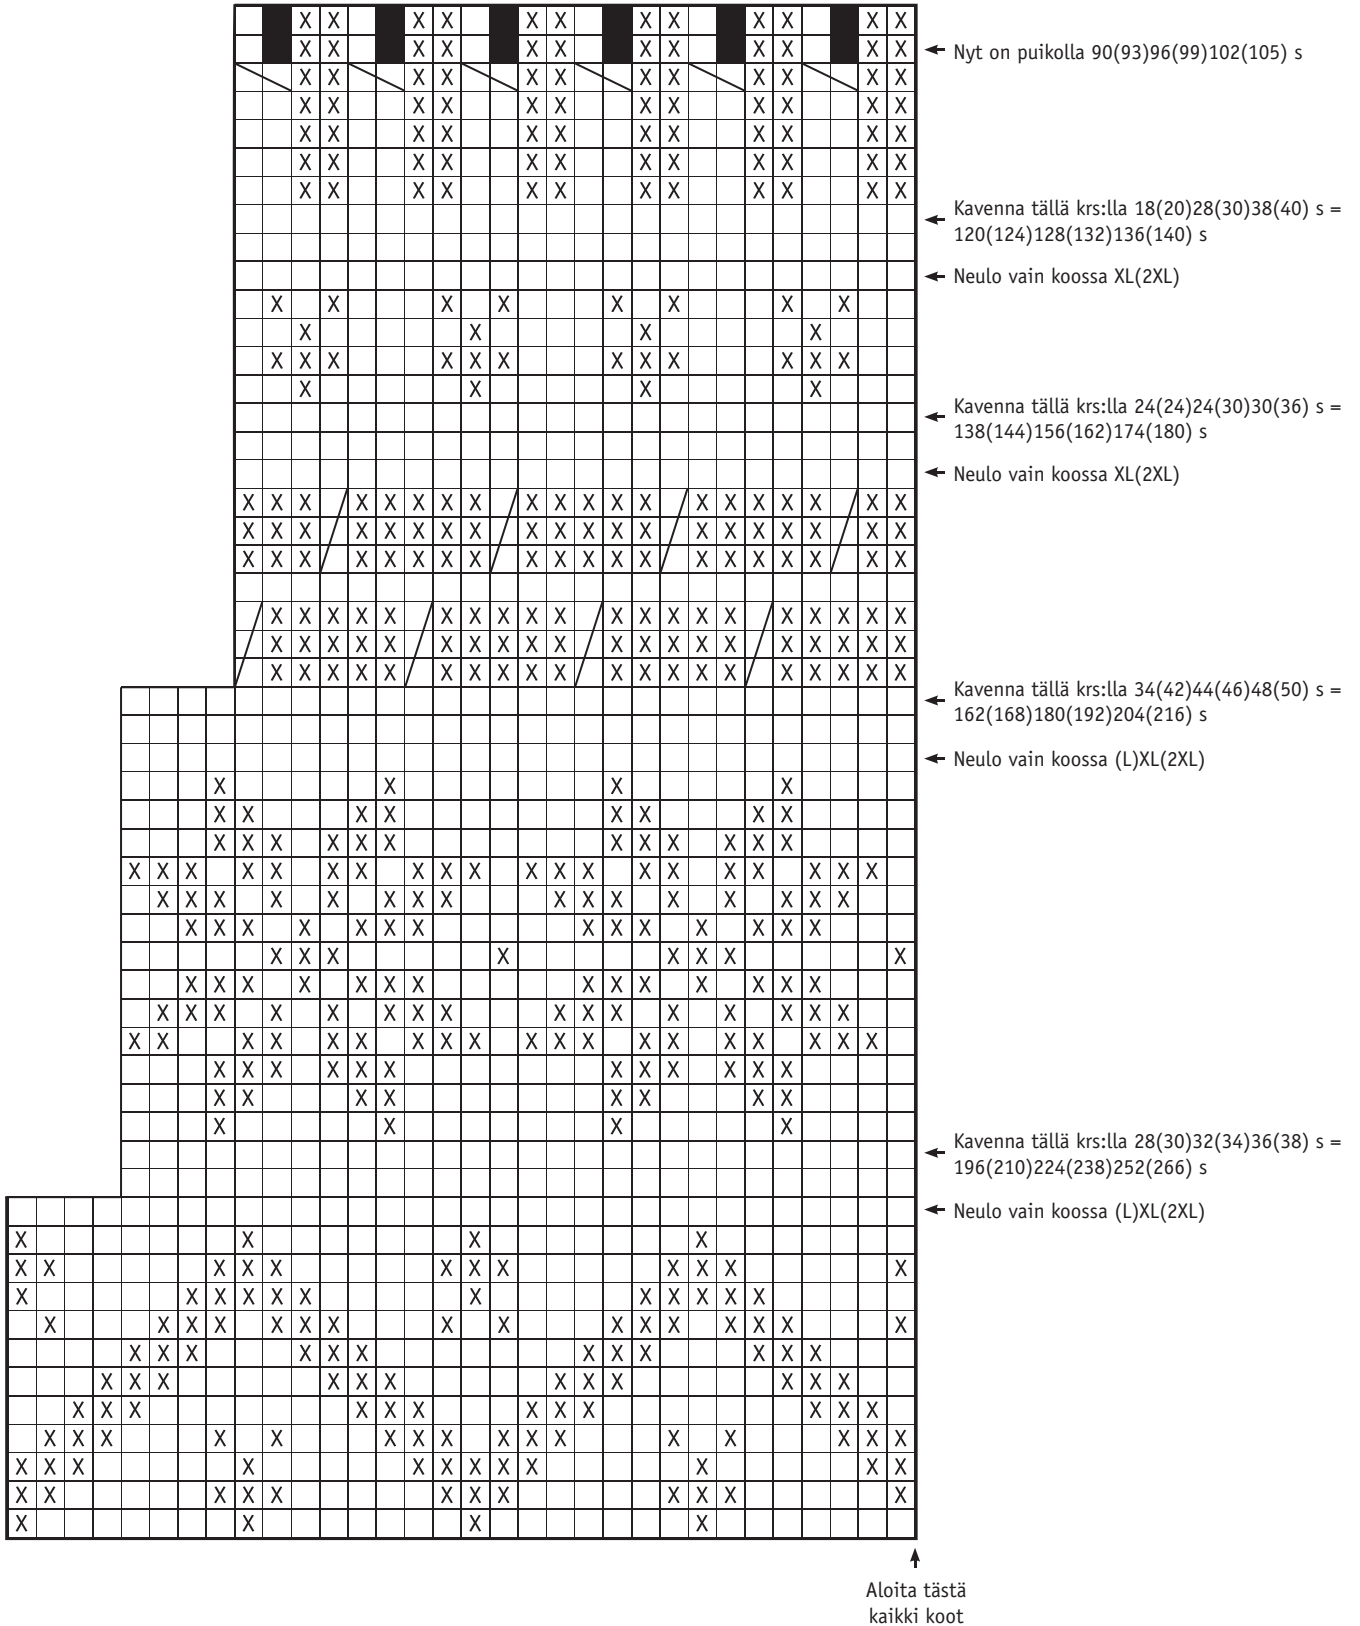 Nyt on puikolla 90(93)96(99)102(105) s
Kavenna tällä krs:lla 18(20)28(30)38(40) s =
120(124)128(132)136(140) s
Neulo vain koossa XL(2XL)
Kavenna tällä krs:lla 24(24)24(30)30(36) s =
138(144)156(162)174(180) s
Neulo vain koossa XL(2XL)
Kavenna tällä krs:lla 34(42)44(46)48(50) s =
162(168)180(192)204(216) s
Neulo vain koossa (L)XL(2XL)
Kavenna tällä krs:lla 28(30)32(34)36(38) s =
196(210)224(238)252(266) s
Neulo vain koossa (L)XL(2XL)
Aloita tästä
kaikki koot